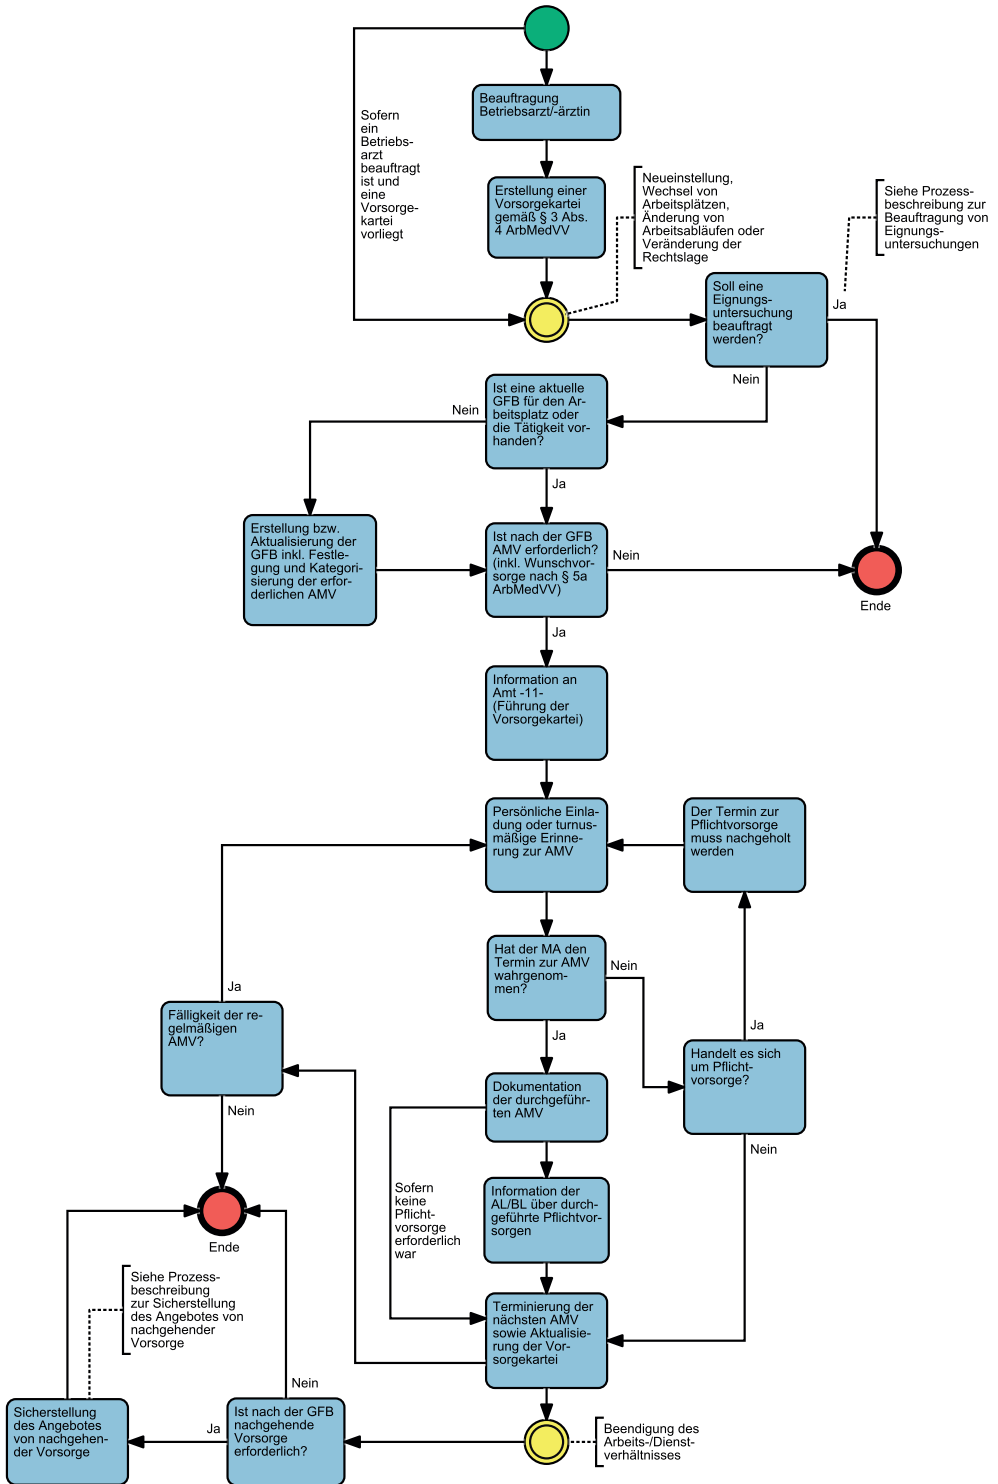 Sofern
ein
Betriebs-
arzt
beauftragt
ist und
eine
Vorsorge-
kartei
vorliegt
Beauftragung
Betriebsarzt/-ärztin
Erstellung einer
Vorsorgekartei
gemäß § 3 Abs.
4 ArbMedVV
Neueinstellung,
Wechsel von
Arbeitsplätzen,
Änderung von
Arbeitsabläufen oder
Veränderung der
Rechtslage
Siehe Prozess-
beschreibung zur
Beauftragung von
Eignungs-
untersuchungen
Soll eine
Eignungs-
untersuchung
beauftragt
werden?
Ja
Nein
Ist eine aktuelle
GFB für den Ar-
beitsplatz oder
die Tätigkeit vor-
handen?
Nein
Ja
Erstellung bzw.
Aktualisierung der
GFB inkl. Festle-
gung und Kategori-
sierung der erfor-
derlichen AMV
Ist nach der GFB
AMV erforderlich?
(inkl. Wunschvor-
sorge nach § 5a
ArbMedVV)
Nein
Ende
Ja
Information an
Amt -11-
(Führung der
Vorsorgekartei)
Persönliche Einla-
dung oder turnus-
mäßige Erinne-
rung zur AMV
Der Termin zur
Pflichtvorsorge
muss nachgeholt
werden
Hat der MA den
Termin zur AMV
wahrgenom-
men?
Nein
Ja
Ja
Fälligkeit der re-
gelmäßigen
AMV?
Nein
Ja
Handelt es sich
um Pflicht-
vorsorge?
Nein
Dokumentation
der durchgeführ-
ten AMV
Sofern
keine
Pflicht-
vorsorge
erforderlich
war
Information der
AL/BL über durch-
geführte Pflichtvor-
sorgen
Ende
Siehe Prozess-
beschreibung
zur Sicherstellung
des Angebotes von
nachgehender
Vorsorge
Terminierung der
nächsten AMV
sowie Aktualisie-
rung der Vor-
sorgekartei
Nein
Sicherstellung
des Angebotes
von nachgehen-
der Vorsorge
Ja
Ist nach der GFB
nachgehende
Vorsorge
erforderlich?
Beendigung des
Arbeits-/Dienst-
verhältnisses